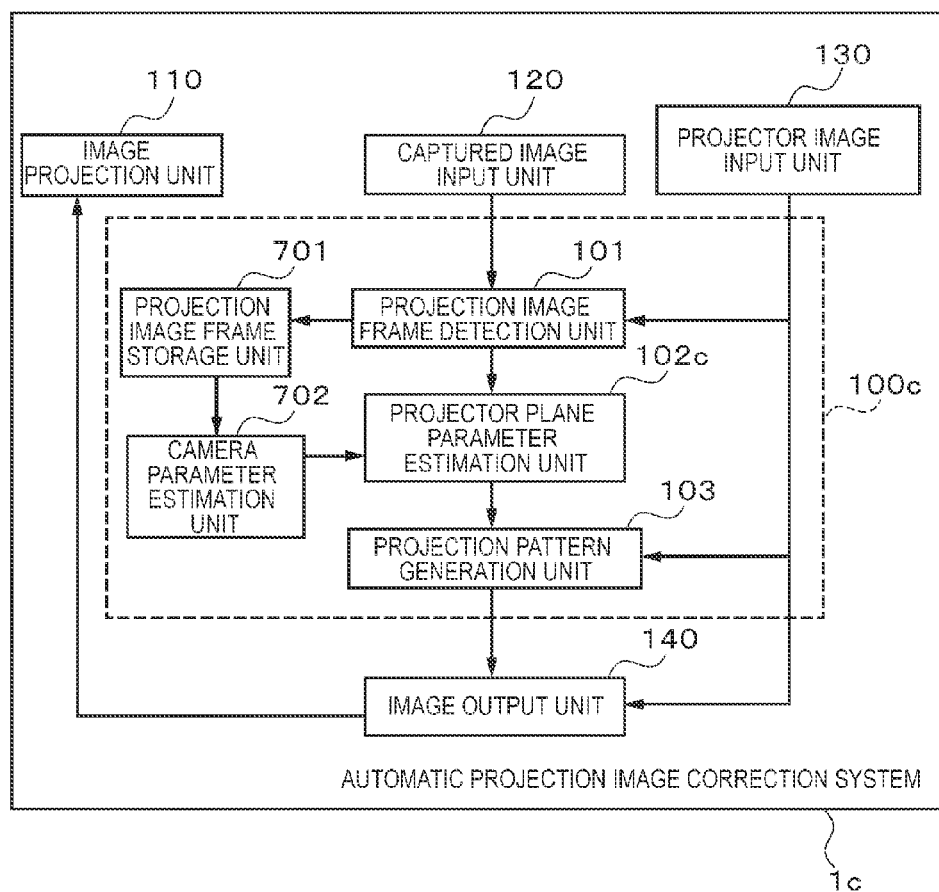 110
120
130
IMAGE
PROJECTION UNIT
CAPTURED IMAGE
INPUT UNIT
PROJECTOR IMAGE
INPUT UNIT
701
101
PROJECTION
IMAGE FRAME
STORAGE UNIT
PROJECTION IMAGE
FRAME DETECTION UNIT
102c
100c
702
PROJECTOR PLANE
PARAMETER
ESTIMATION UNIT
CAMERA
PARAMETER
ESTIMATION
UNIT
103
PROJECTION PATTERN
GENERATION UNIT
140
IMAGE OUTPUT UNIT
AUTOMATIC PROJECTION IMAGE CORRECTION SYSTEM
1c